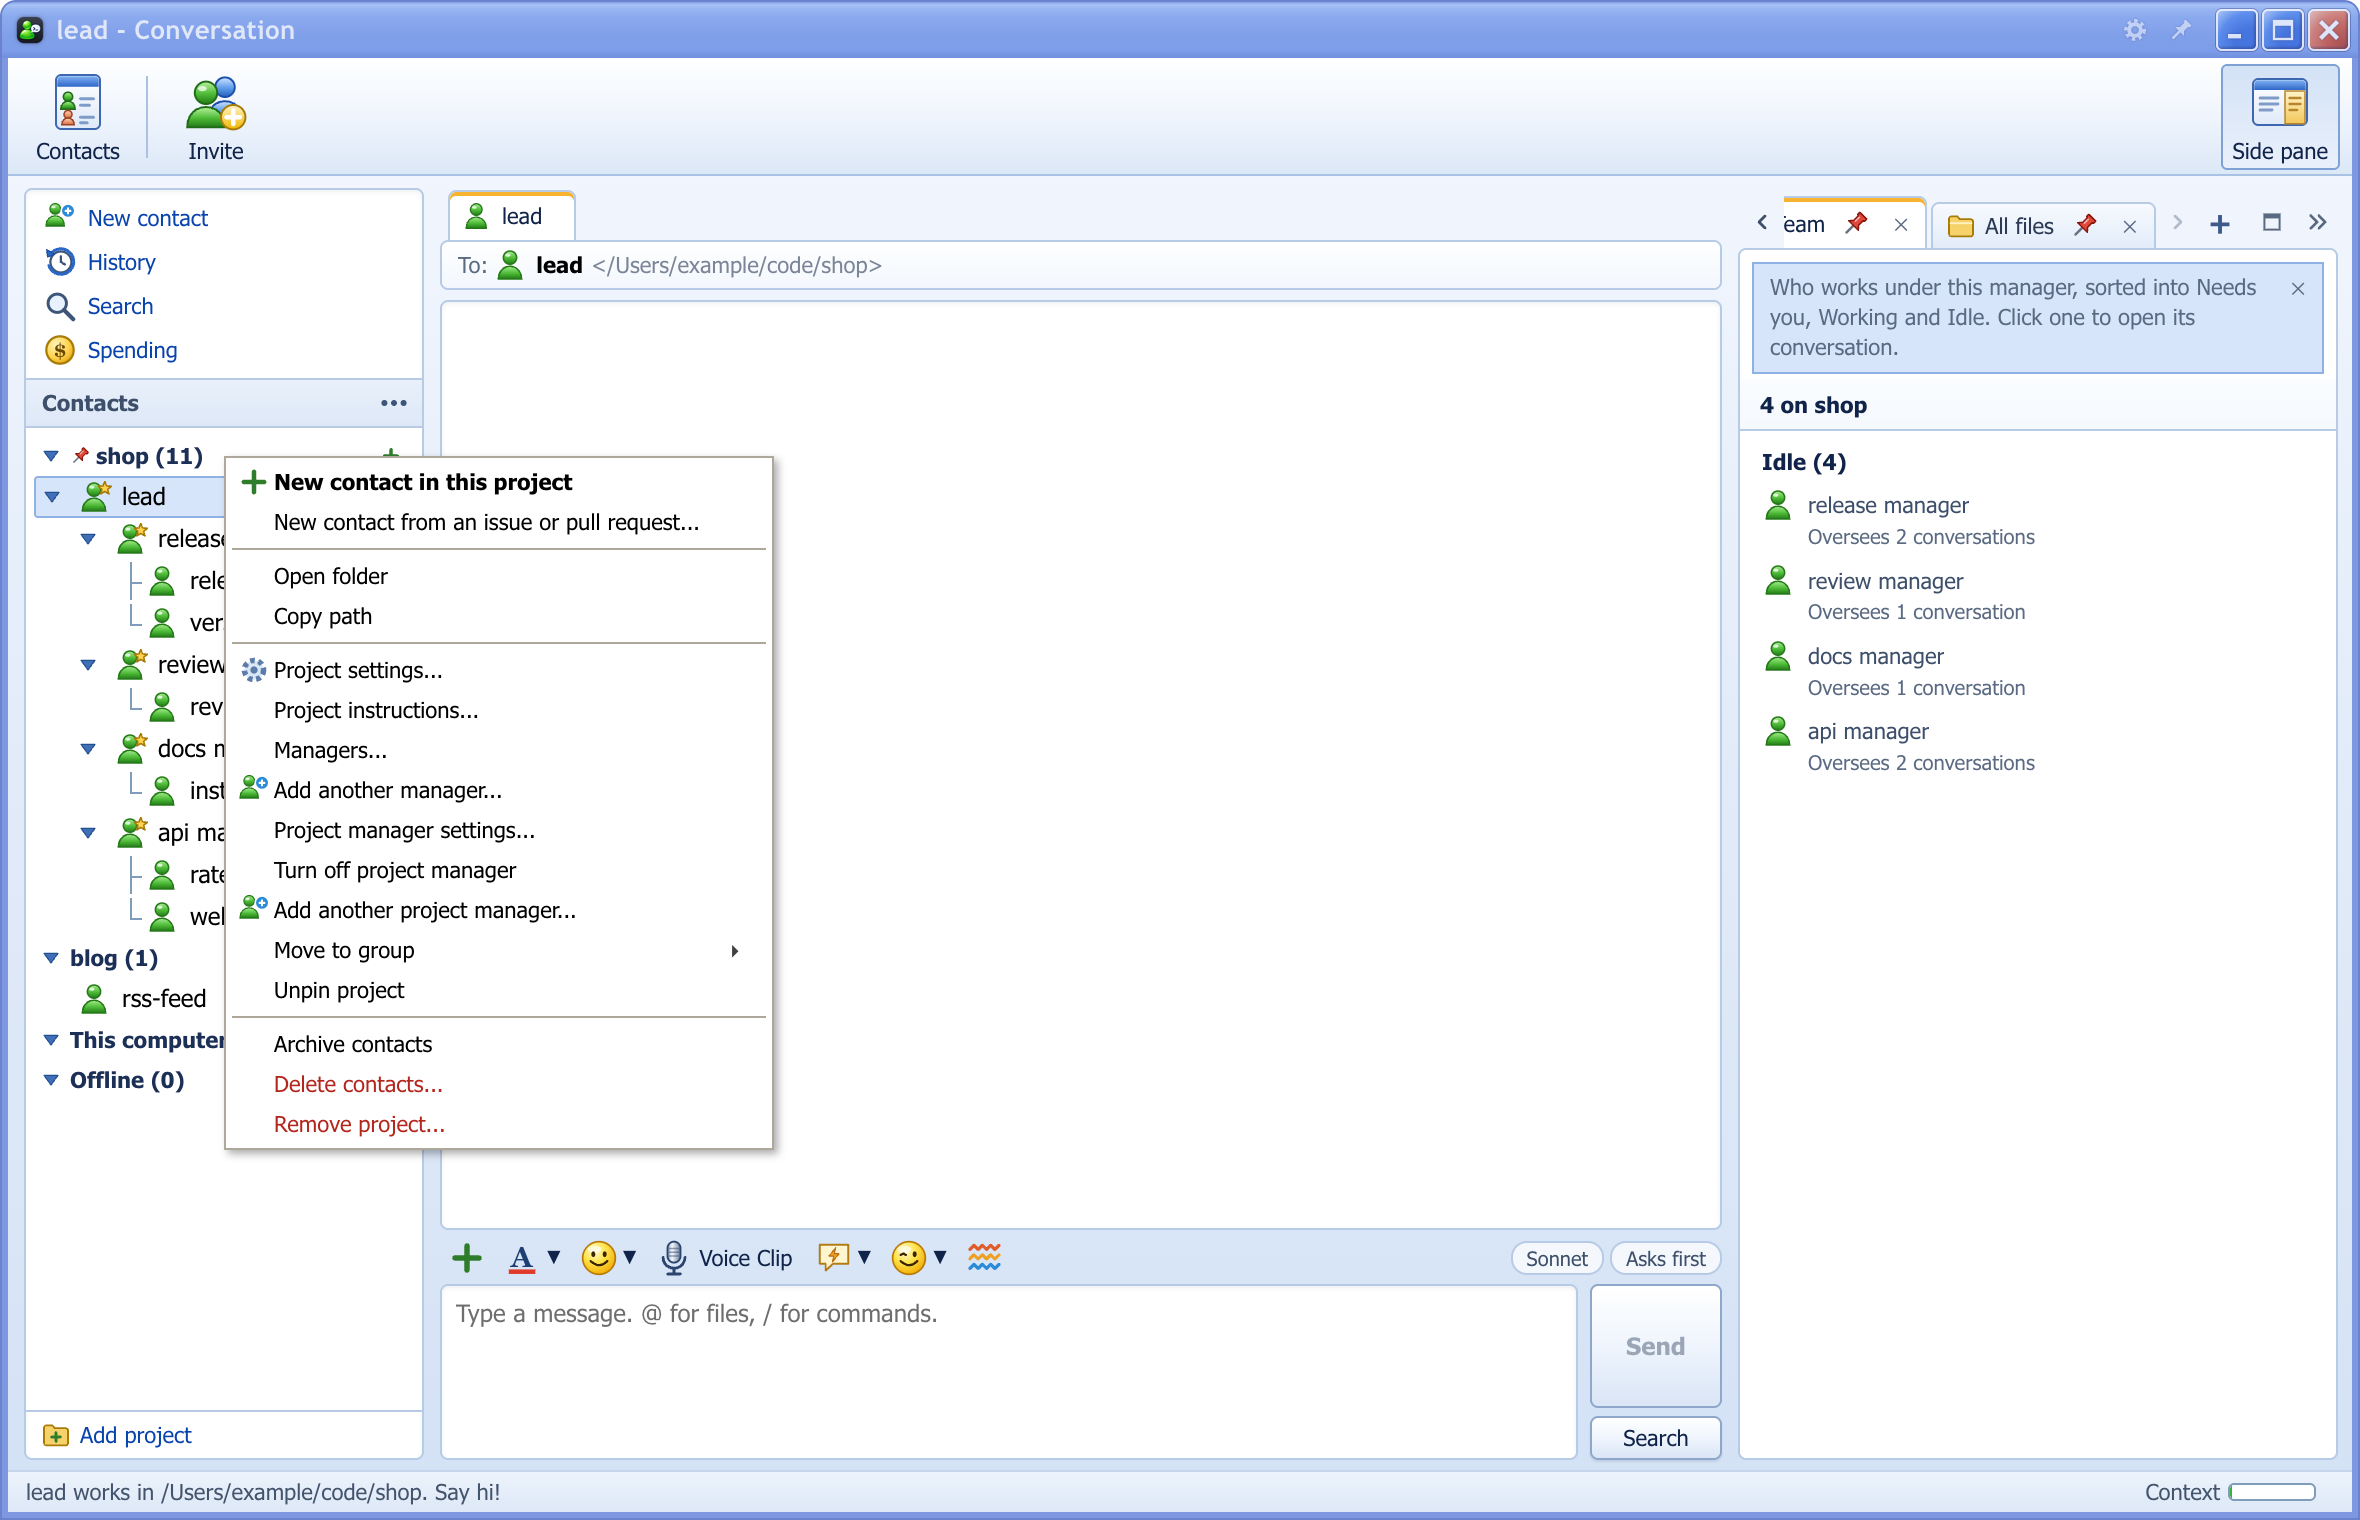 lead - Conversation
Contacts
Invite
Side pane
New contact
History
Search
Spending
Contacts
shop (11)
lead
release
rele
ver
review
rev
docs m
inst
api ma
rate
wel
blog (1)
rss-feed
This computer
Offline (0)
Add project
New contact in this project
New contact from an issue or pull request...
Open folder
Copy path
Project settings...
Project instructions...
Managers...
Add another manager...
Project manager settings...
Turn off project manager
Add another project manager...
Move to group
Unpin project
Archive contacts
Delete contacts...
Remove project...
lead
To: lead </Users/example/code/shop>
Voice Clip
Sonnet
Asks first
Type a message. @ for files, / for commands.
Send
Search
eam
All files
Who works under this manager, sorted into Needs
you, Working and Idle. Click one to open its
conversation.
4 on shop
Idle (4)
release manager
Oversees 2 conversations
review manager
Oversees 1 conversation
docs manager
Oversees 1 conversation
api manager
Oversees 2 conversations
lead works in /Users/example/code/shop. Say hi!
Context